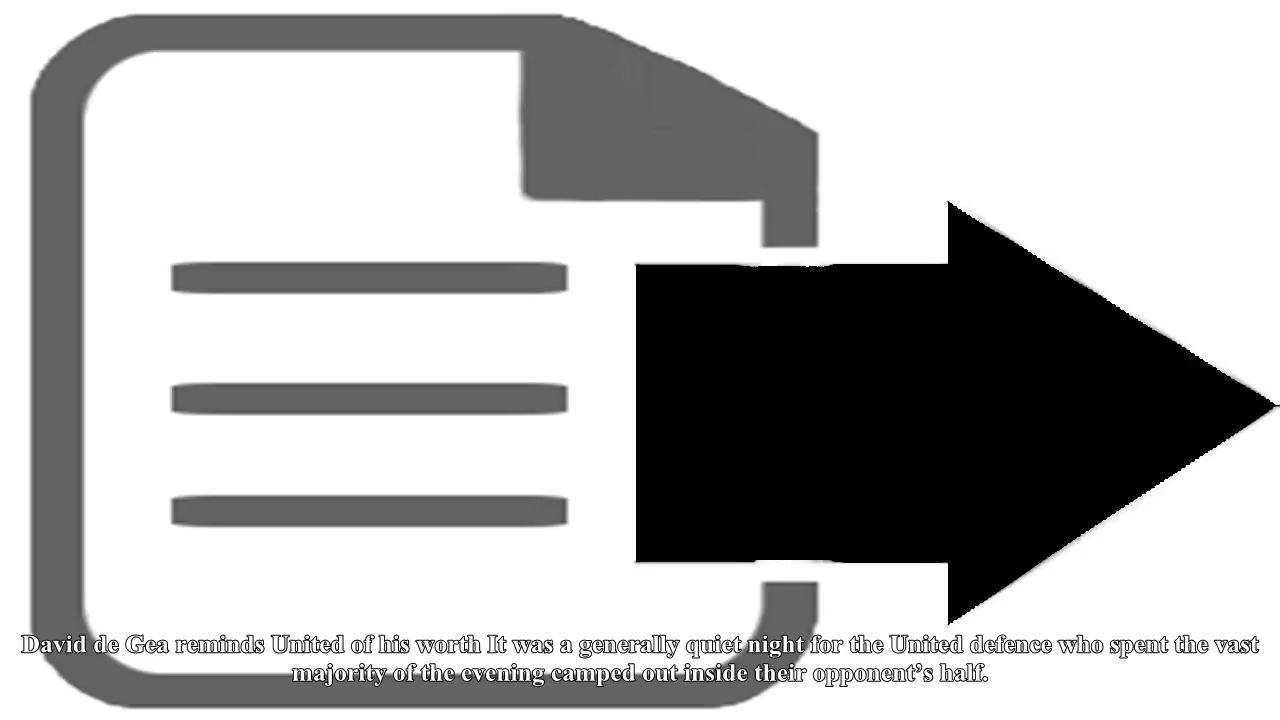 David de Gea reminds United of his worth It was a generally quiet night for the United defence who spent the vast
majority of the evening camped out inside their opponent’s half.